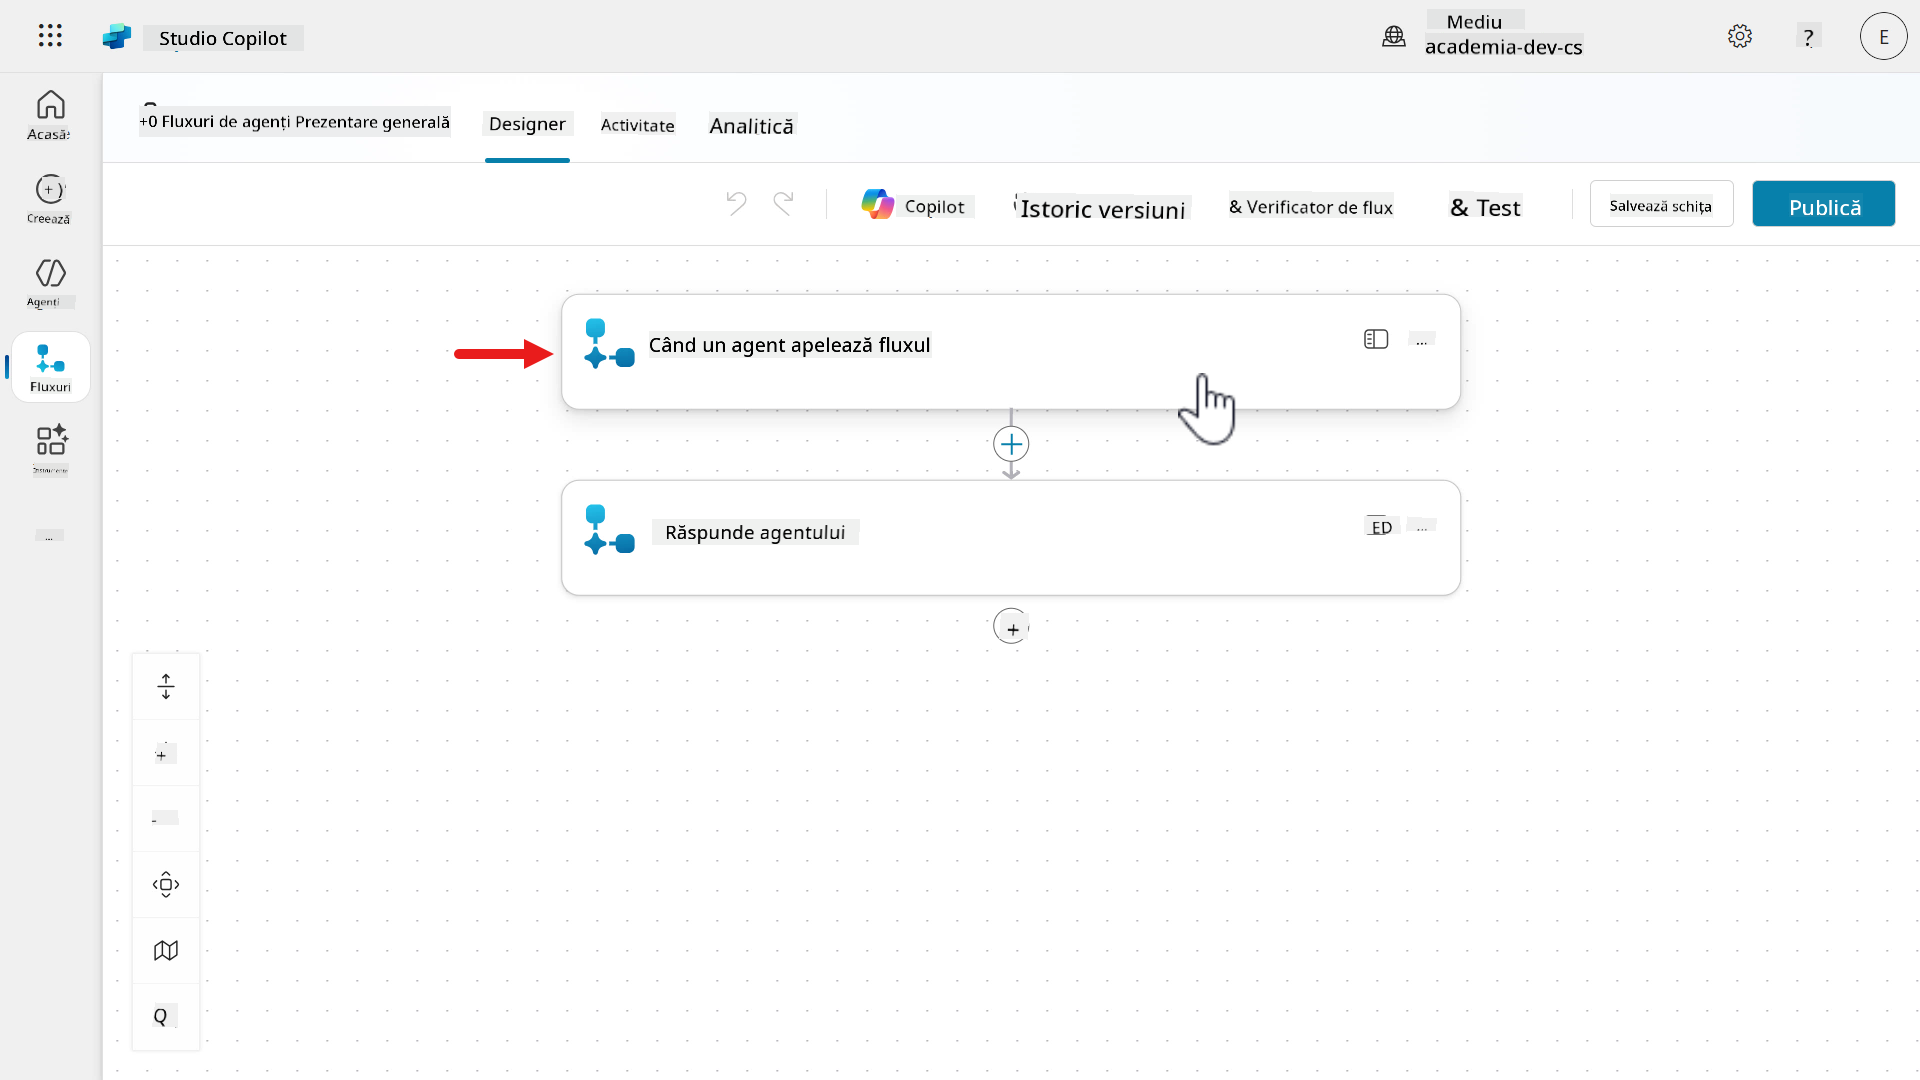 Studio Copilot
Mediu
academia-dev-cs
?
E
Acasă
Creează
Agenți
Fluxuri
...
+0 Fluxuri de agenți Prezentare generală
Designer
Activitate
Analitică
Copilot
Istoric versiuni
& Verificator de flux
& Test
Salvează schița
Publică
Când un agent apelează fluxul
...
Răspunde agentului
ED
...
+
+
-
Q